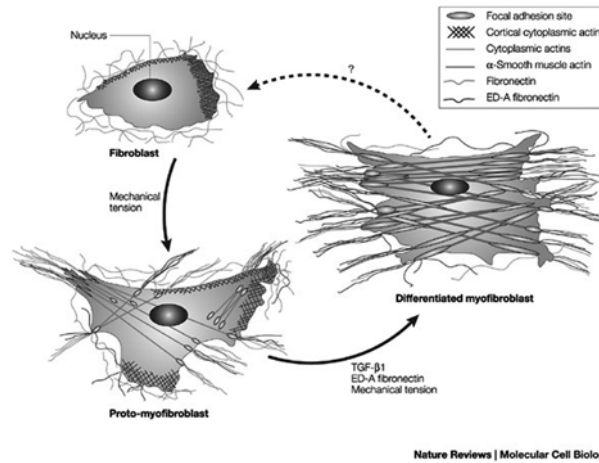 Nucleus
Fibroblast
Mechanical
tension
Proto-myofibroblast
TGF-β1
ED-A fibronectin
Mechanical tension
Differentiated myofibroblast
?
Focal adhesion site
Cortical cytoplasmic actin
Cytoplasmic actins
α-Smooth muscle actin
Fibronectin
ED-A fibronectin
Nature Reviews | Molecular Cell Biolo